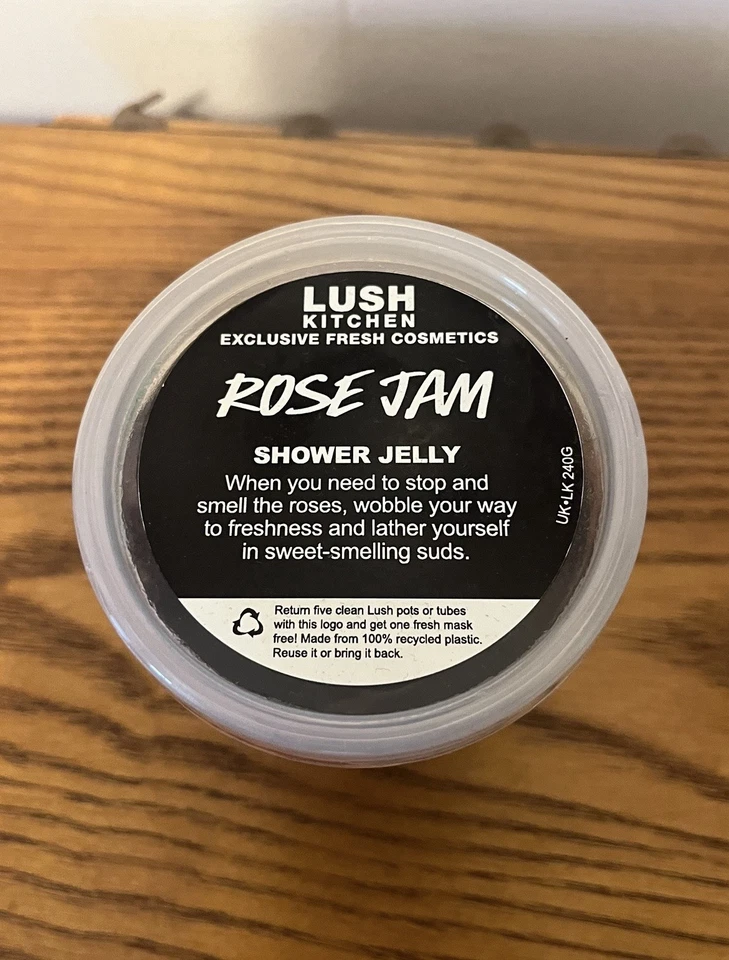 LUSH
KITCHEN
EXCLUSIVE FRESH COSMETICS
ROSE JAM
SHOWER JELLY
When you need to stop and
smell the roses, wobble your way
to freshness and lather yourself
in sweet-smelling suds.
UK•LK 240G
Return five clean Lush pots or tubes
with this logo and get one fresh mask
free! Made from 100% recycled plastic.
Reuse it or bring it back.